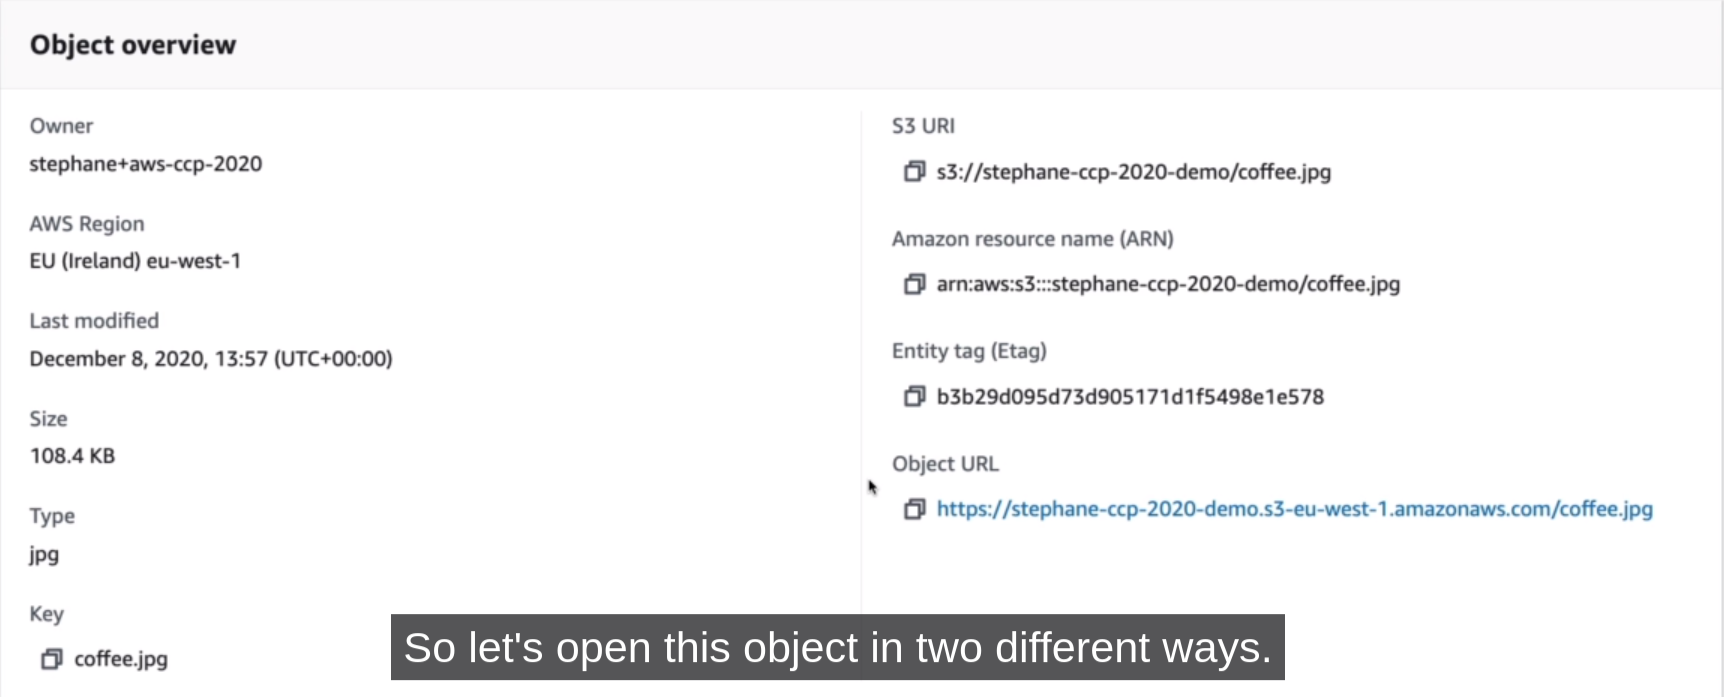 Object overview
Owner
stephane+aws-ccp-2020
AWS Region
EU (Ireland) eu-west-1
Last modified
December 8, 2020, 13:57 (UTC+00:00)
Size
108.4 KB
Type
jpg
Key
coffee.jpg
S3 URI
s3://stephane-ccp-2020-demo/coffee.jpg
Amazon resource name (ARN)
arn:aws:s3:::stephane-ccp-2020-demo/coffee.jpg
Entity tag (Etag)
b3b29d095d73d905171d1f5498e1e578
Object URL
https://stephane-ccp-2020-demo.s3-eu-west-1.amazonaws.com/coffee.jpg
So let's open this object in two different ways.